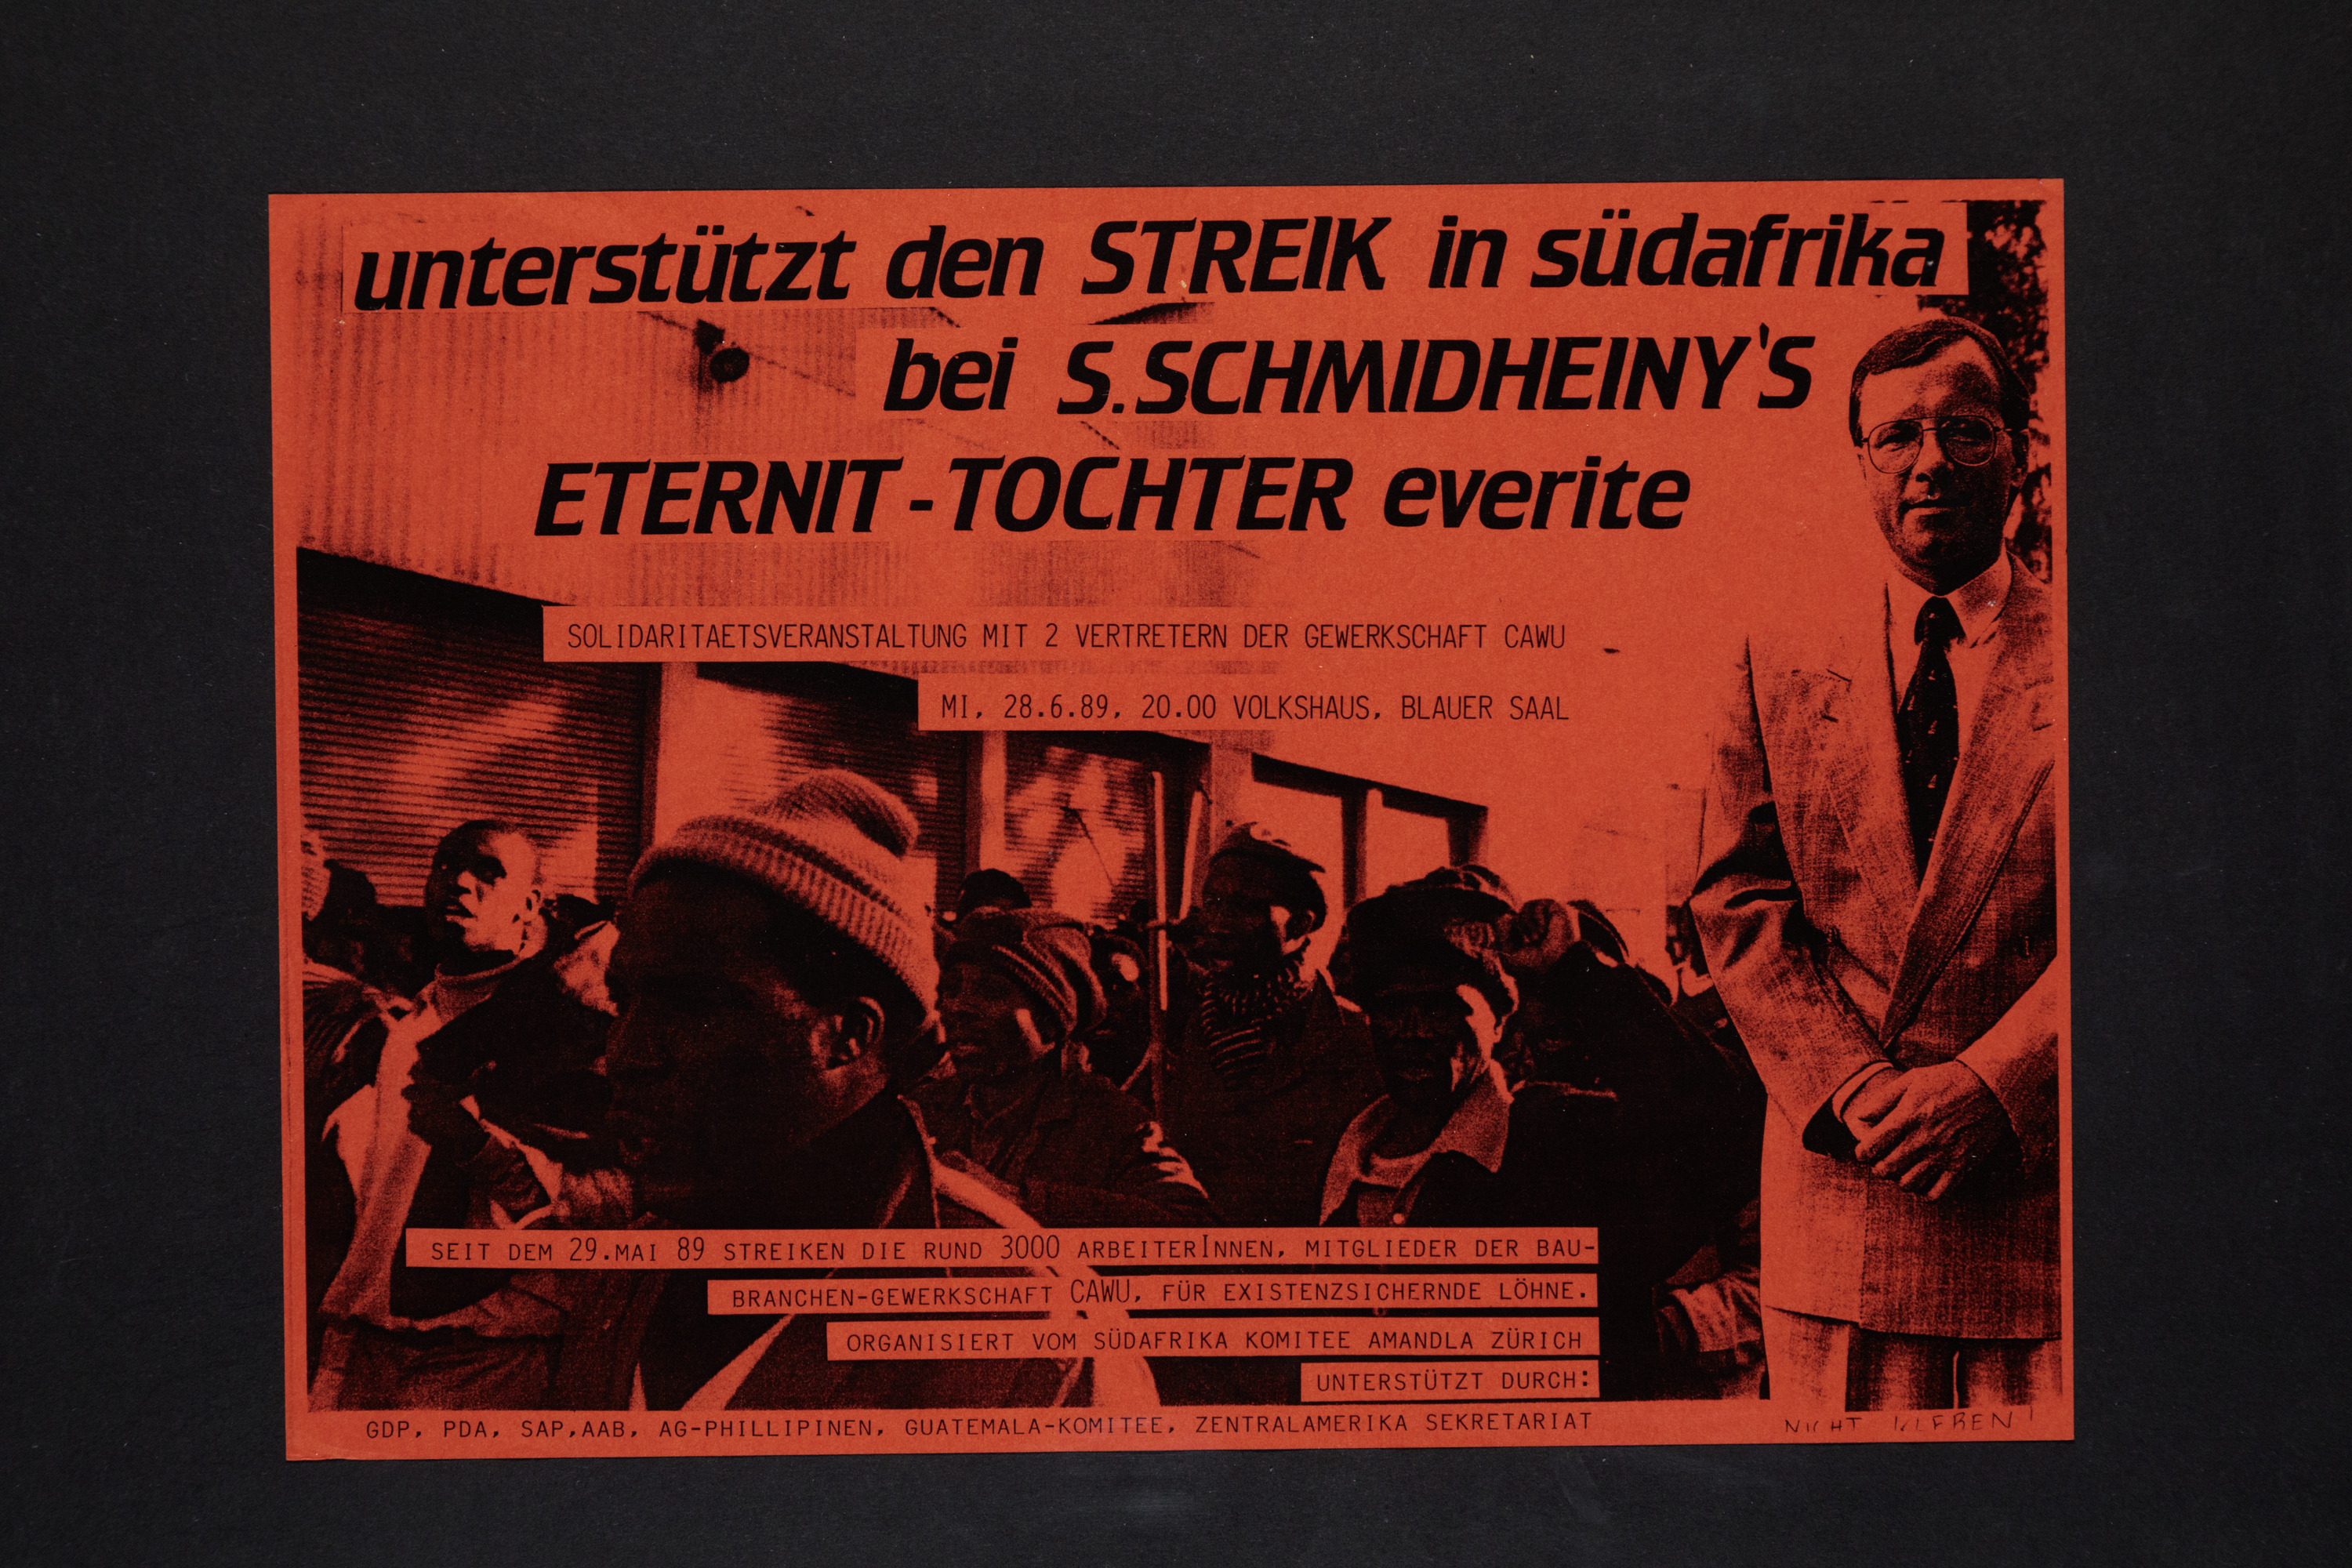 unterstützt den STREIK in südafrika
bei S.SCHMIDHEINY'S
ETERNIT-TOCHTER everite
SOLIDARITAETSVERANSTALTUNG MIT 2 VERTRETERN DER GEWERKSCHAFT CAWU
MI, 28.6.89, 20.00 VOLKSHAUS, BLAUER SAAL
SEIT DEM 29.MAI 89 STREIKEN DIE RUND 3000 ARBEITERINNEN, MITGLIEDER DER BAU-
BRANCHEN-GEWERKSCHAFT CAWU, FÜR EXISTENZSICHERNDE LÖHNE.
ORGANISIERT VOM SÜDAFRIKA KOMITEE AMANDLA ZÜRICH
UNTERSTÜTZT DURCH:
GDP, PDA, SAP,AAB, AG-PHILLIPINEN, GUATEMALA-KOMITEE, ZENTRALAMERIKA SEKRETARIAT
NICHT KLEBEN!